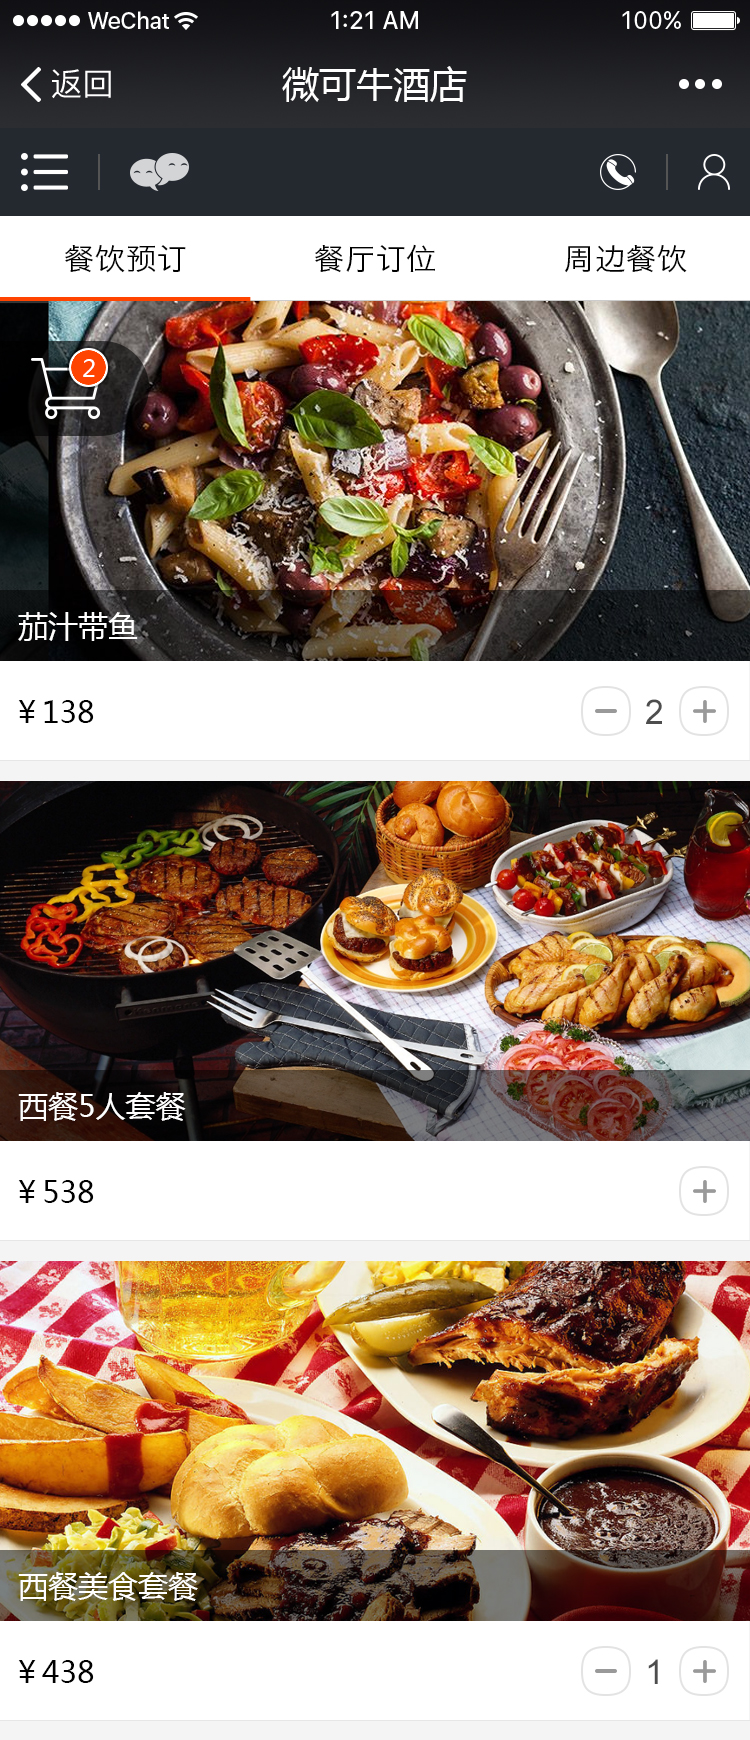 WeChat 1:21 AM 100%
返回 微可牛酒店
餐饮预订 餐厅订位 周边餐饮
2
茄汁带鱼
¥138 2
西餐5人套餐
¥538
西餐美食套餐
¥438 1